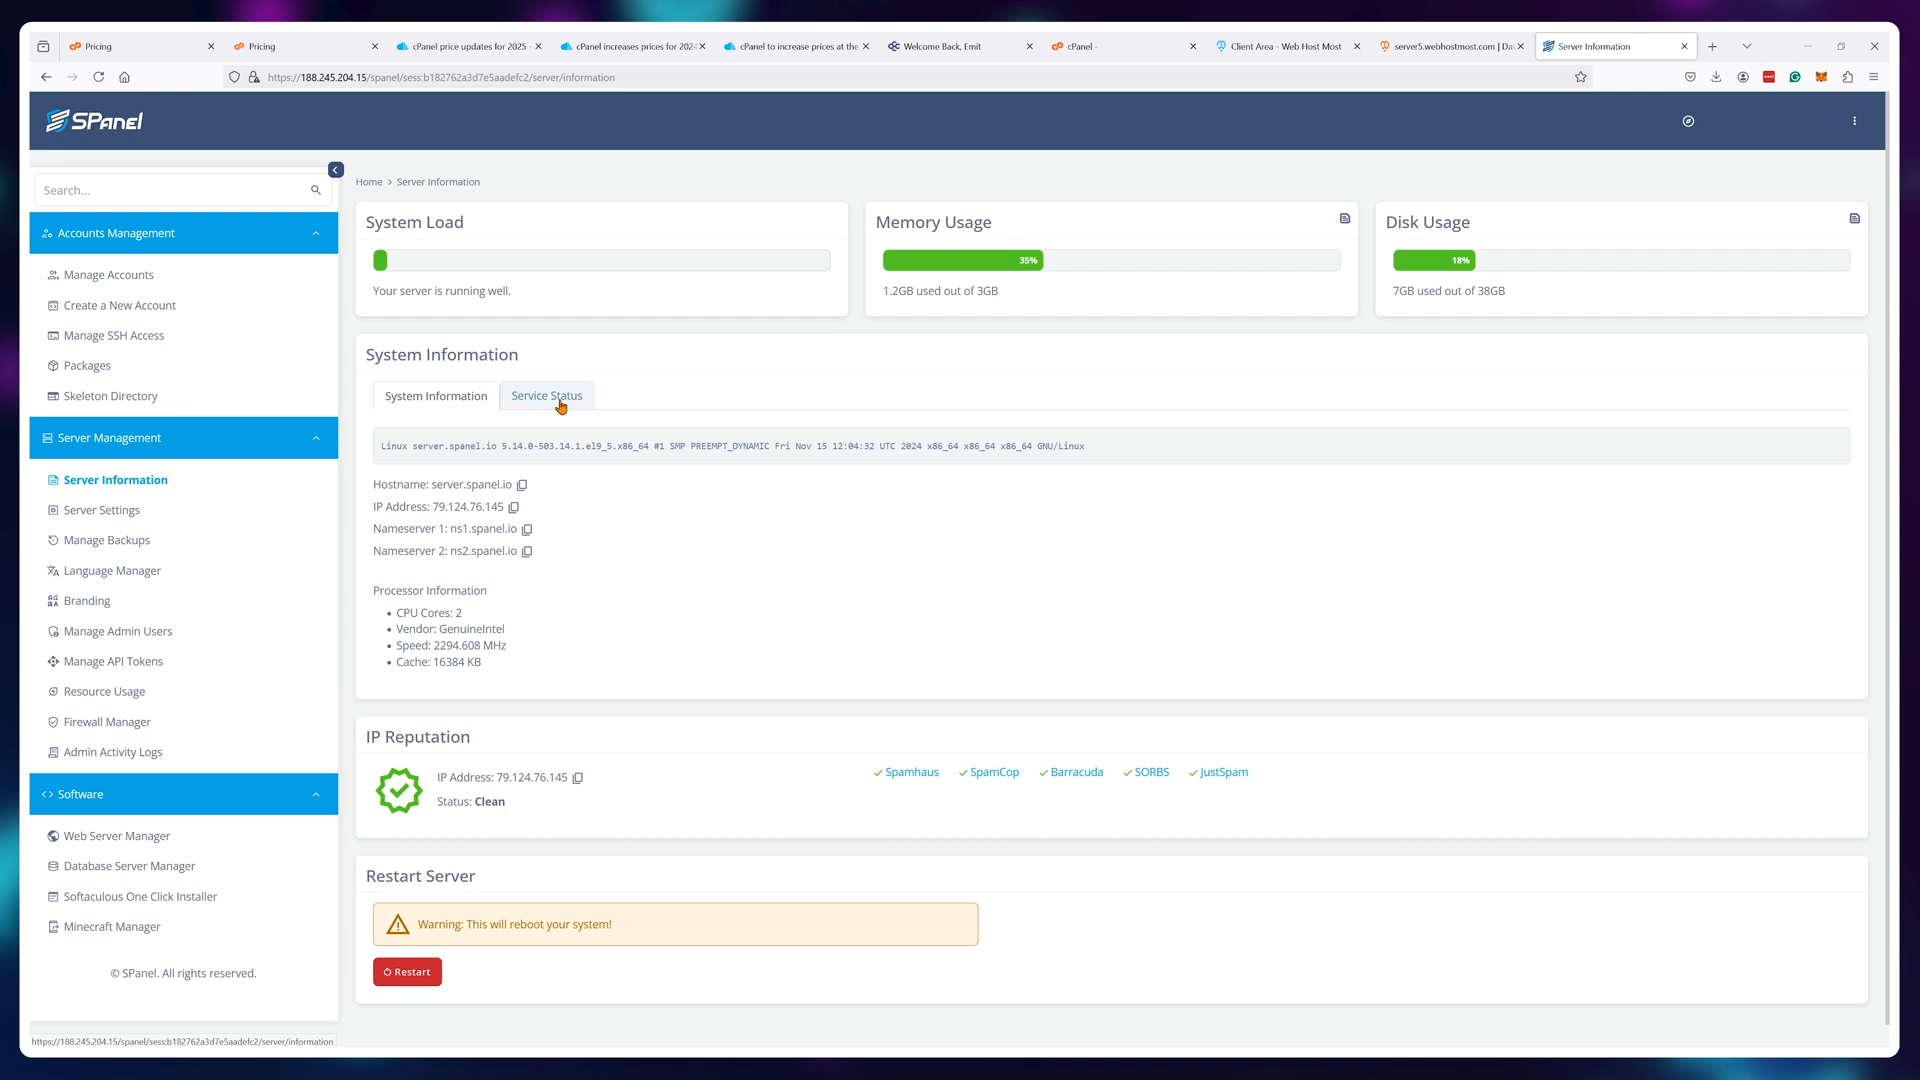 Pricing
Pricing
cPanel price updates for 2025 -
cPanel increases prices for 2024
cPanel to increase prices at the
Welcome Back, Emit
cPanel -
Client Area - Web Host Most
server5.webhostmost.com | Da
Server Information
https://188.245.204.15/spanel/sess:b182762a3d7e5aadefc2/server/information
SPanel
Search...
Accounts Management
Manage Accounts
Create a New Account
Manage SSH Access
Packages
Skeleton Directory
Server Management
Server Information
Server Settings
Manage Backups
Language Manager
Branding
Manage Admin Users
Manage API Tokens
Resource Usage
Firewall Manager
Admin Activity Logs
Software
Web Server Manager
Database Server Manager
Softaculous One Click Installer
Minecraft Manager
© SPanel. All rights reserved.
Home > Server Information
System Load
Your server is running well.
Memory Usage
35%
1.2GB used out of 3GB
Disk Usage
18%
7GB used out of 38GB
System Information
System Information
Service Status
Linux server.spanel.io 5.14.0-503.14.1.el9_5.x86_64 #1 SMP PREEMPT_DYNAMIC Fri Nov 15 12:04:32 UTC 2024 x86_64 x86_64 x86_64 GNU/Linux
Hostname: server.spanel.io
IP Address: 79.124.76.145
Nameserver 1: ns1.spanel.io
Nameserver 2: ns2.spanel.io
Processor Information
• CPU Cores: 2
• Vendor: GenuineIntel
• Speed: 2294.608 MHz
• Cache: 16384 KB
IP Reputation
IP Address: 79.124.76.145
Status: Clean
Spamhaus
SpamCop
Barracuda
SORBS
JustSpam
Restart Server
Warning: This will reboot your system!
Restart
https://188.245.204.15/spanel/sess:b182762a3d7e5aadefc2/server/information